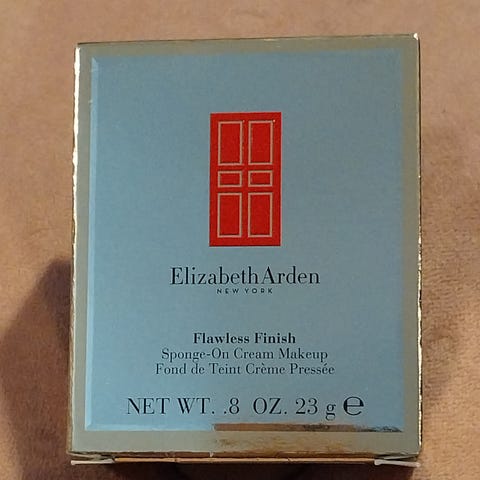 Elizabeth Arden
NEW YORK
Flawless Finish
Sponge-On Cream Makeup
Fond de Teint Crème Pressée
NET WT. .8 OZ. 23 g ℮